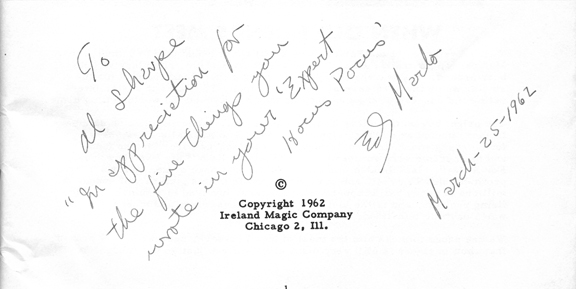 To
Al Sharpe
"In appreciation for
the fine things you
wrote in your 'Expert
Hocus Pocus'
Ed Marlo
March-25-1962
©
Copyright 1962
Ireland Magic Company
Chicago 2, Ill.
1